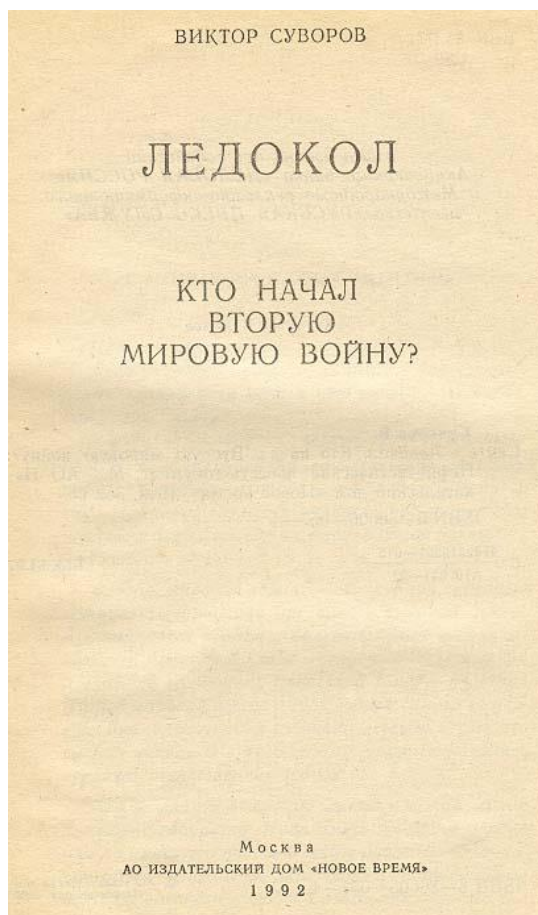 ВИКТОР СУВОРОВ
ЛЕДОКОЛ
КТО НАЧАЛ
ВТОРУЮ
МИРОВУЮ ВОЙНУ?
Москва
АО ИЗДАТЕЛЬСКИЙ ДОМ «НОВОЕ ВРЕМЯ»
1992